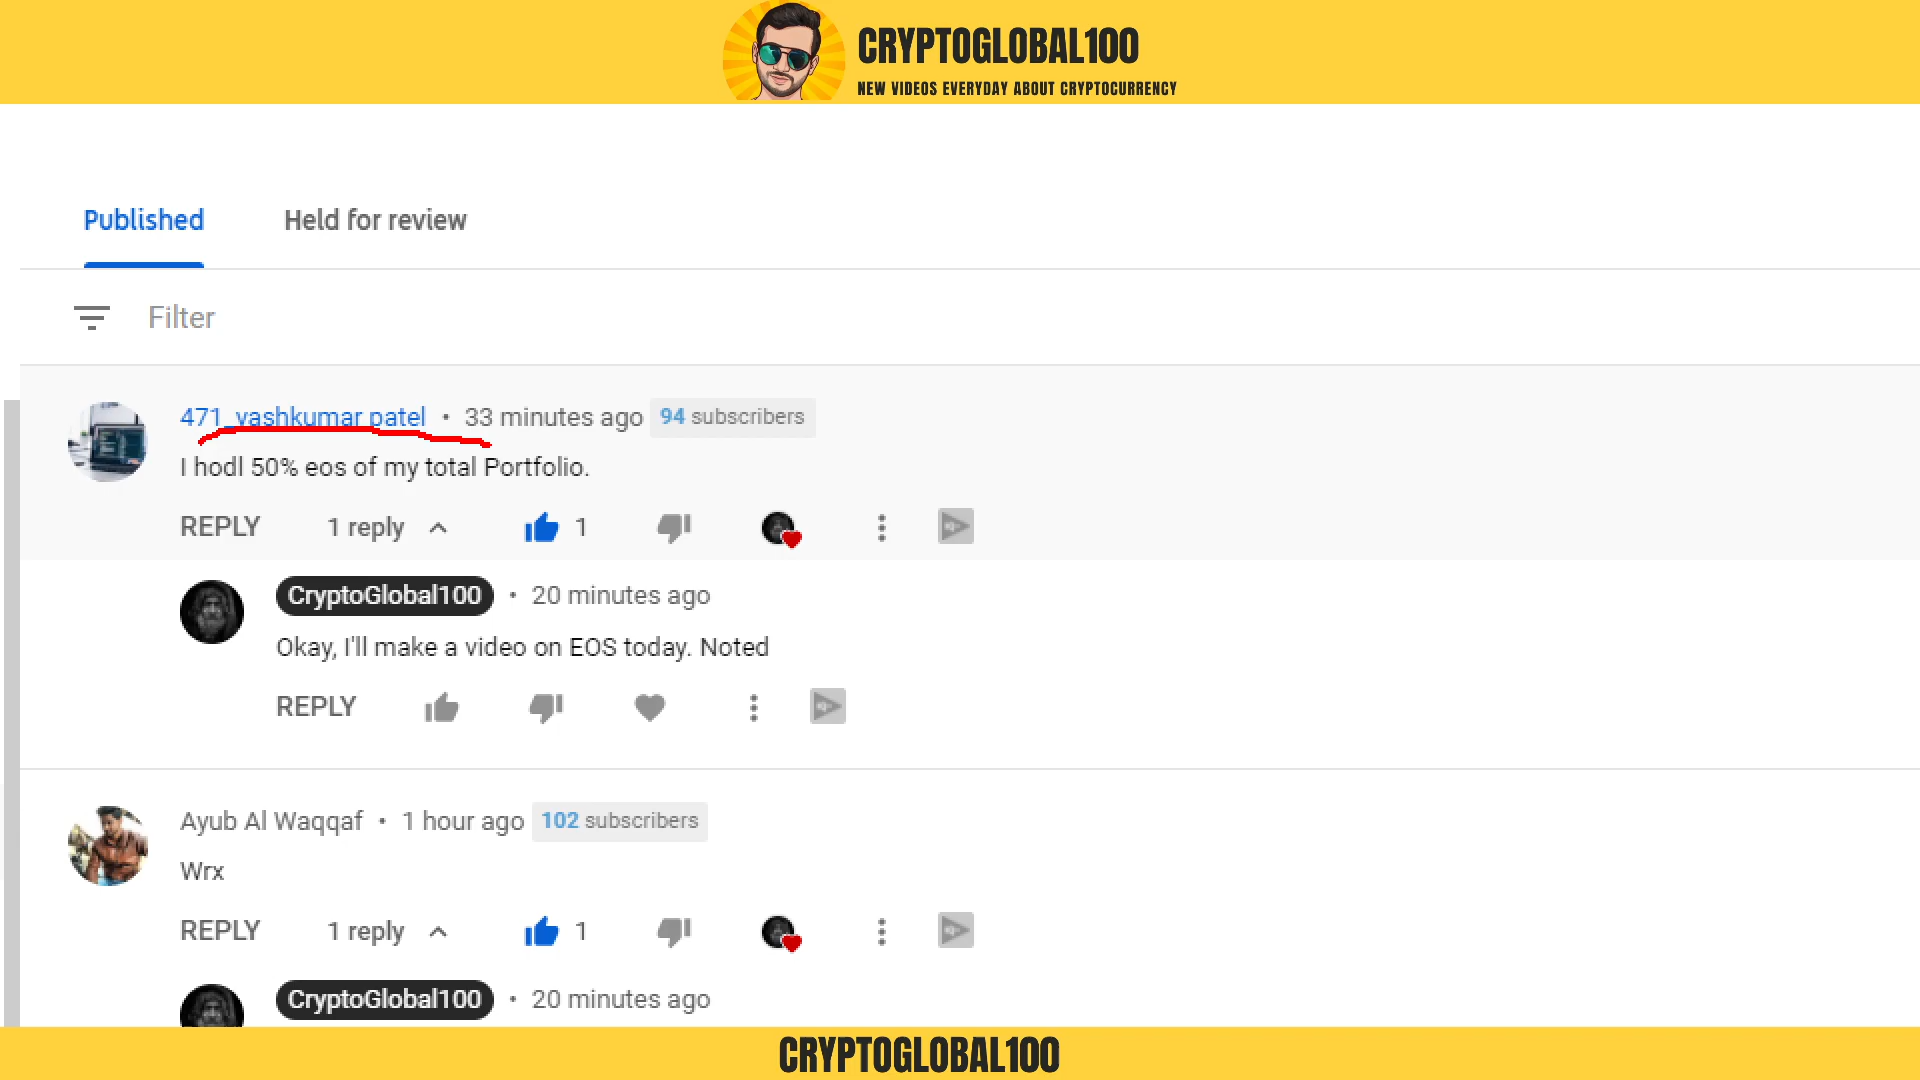 CRYPTOGLOBAL100
NEW VIDEOS EVERYDAY ABOUT CRYPTOCURRENCY
Published Held for review
Filter
471_yashkumar patel • 33 minutes ago 94 subscribers
I hodl 50% eos of my total Portfolio.
REPLY 1 reply 1
CryptoGlobal100 • 20 minutes ago
Okay, I'll make a video on EOS today. Noted
REPLY
Ayub Al Waqqaf • 1 hour ago 102 subscribers
Wrx
REPLY 1 reply 1
CryptoGlobal100 • 20 minutes ago
CRYPTOGLOBAL100